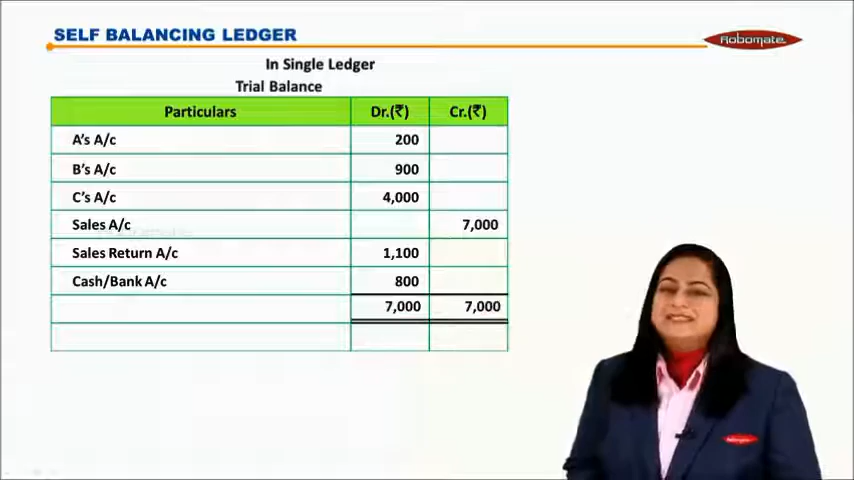 SELF BALANCING LEDGER
Robomate
In Single Ledger
Trial Balance
Particulars Dr.(₹) Cr.(₹)
A's A/c 200
B's A/c 900
C's A/c 4,000
Sales A/c 7,000
Sales Return A/c 1,100
Cash/Bank A/c 800
7,000 7,000